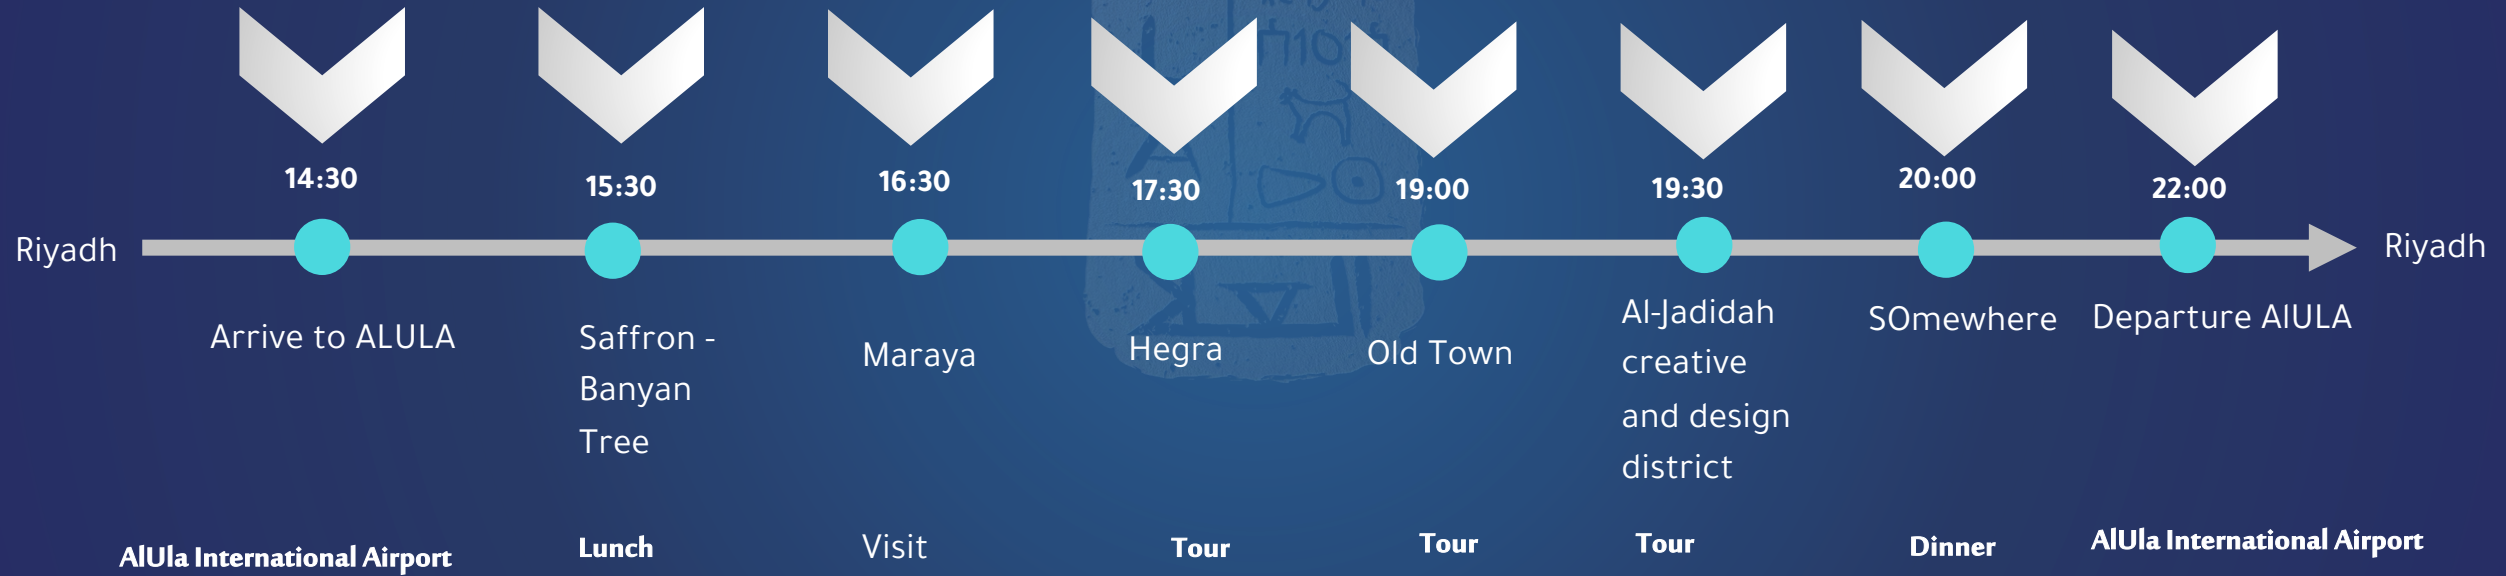 14:30
15:30
16:30
17:30
19:00
19:30
20:00
22:00
Riyadh
Riyadh
Arrive to ALULA
Saffron -
Banyan
Tree
Maraya
Hegra
Old Town
Al-Jadidah
creative
and design
district
SOmewhere
Departure AlULA
AlUla International Airport
Lunch
Visit
Tour
Tour
Tour
Dinner
AlUla International Airport